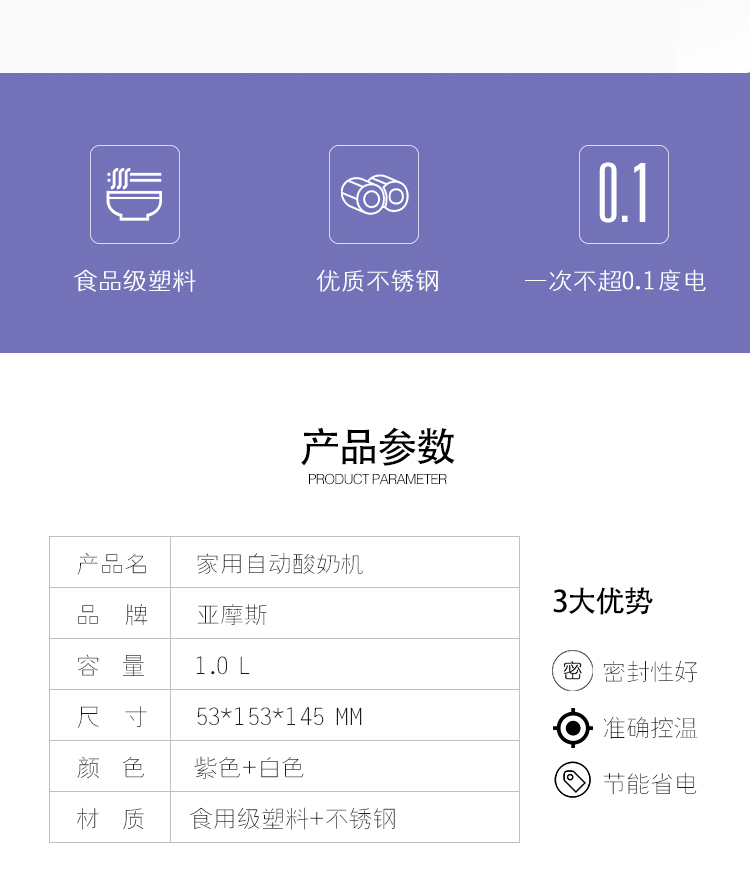 0.1
食品级塑料 优质不锈钢 一次不超0.1度电
产品参数
PRODUCT PARAMETER
产品名 家用自动酸奶机
品 牌 亚摩斯
容 量 1.0 L
尺 寸 53*153*145 MM
颜 色 紫色+白色
材 质 食用级塑料+不锈钢
3大优势
密 密封性好
准确控温
节能省电